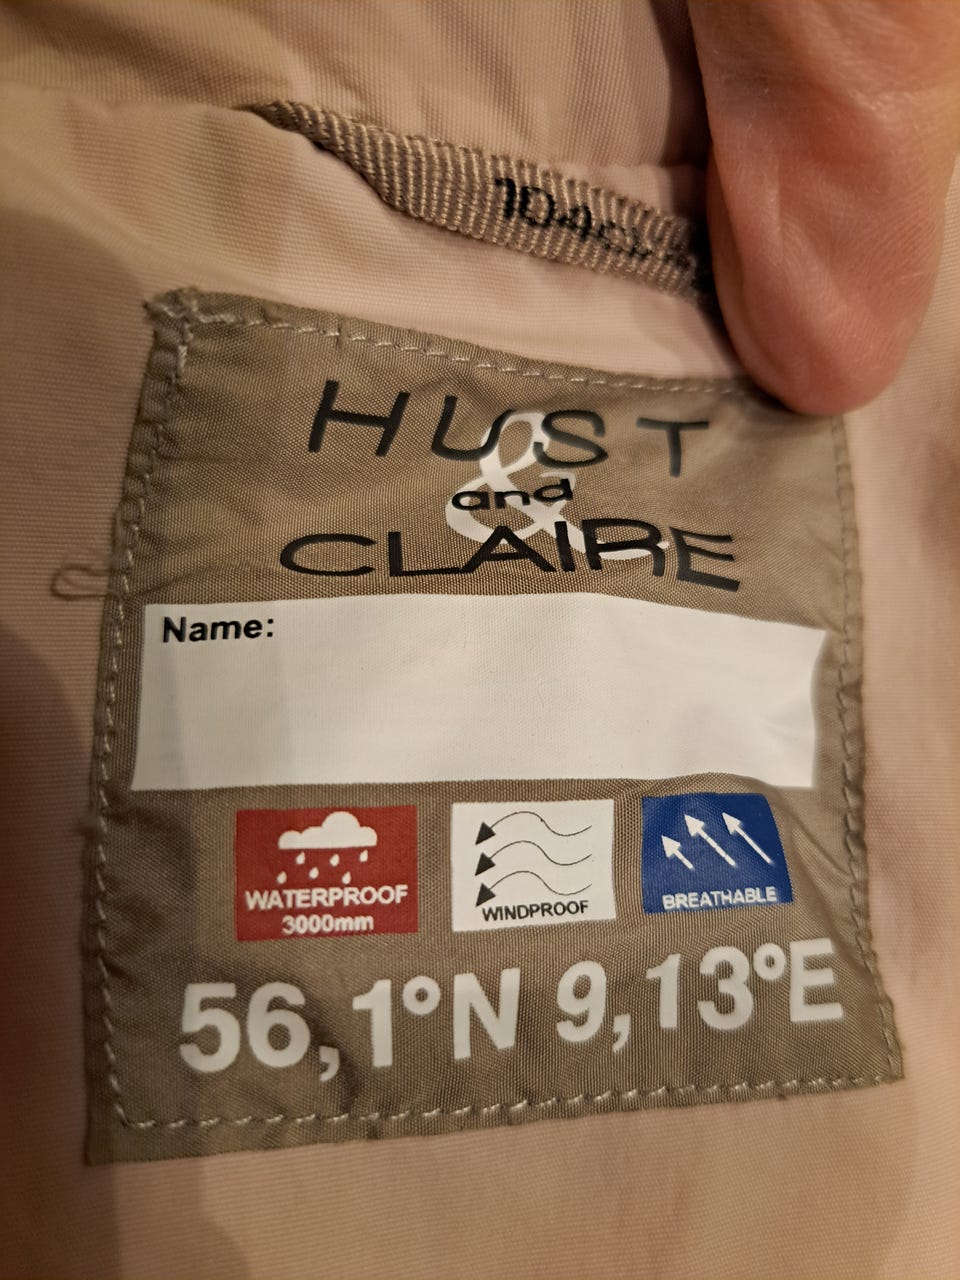 104cm
HUST
&
and
CLAIRE
Name:
WATERPROOF
3000mm
WINDPROOF
BREATHABLE
56,1°N 9,13°E